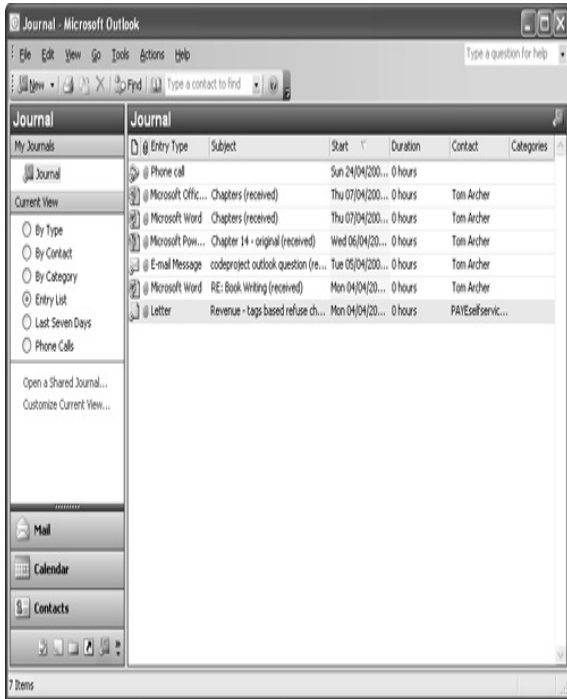 Journal - Microsoft Outlook
File Edit View Go Tools Actions Help
Type a question for help
New Find Type a contact to find
Journal
Journal
My Journals
Journal
Current View
By Type
By Contact
By Category
Entry List
Last Seven Days
Phone Calls
Open a Shared Journal...
Customize Current View...
Mail
Calendar
Contacts
Entry Type Subject Start Duration Contact Categories
Phone call Sun 24/04/200... 0 hours
Microsoft Offic... Chapters (received) Thu 07/04/200... 0 hours Tom Archer
Microsoft Word Chapters (received) Thu 07/04/200... 0 hours Tom Archer
Microsoft Pow... Chapter 14 - original (received) Wed 06/04/20... 0 hours Tom Archer
E-mail Message codeproject outlook question (re... Tue 05/04/200... 0 hours Tom Archer
Microsoft Word RE: Book Writing (received) Mon 04/04/20... 0 hours Tom Archer
Letter Revenue - tags based refuse ch... Mon 04/04/20... 0 hours PAYEselfservic...
7 Items